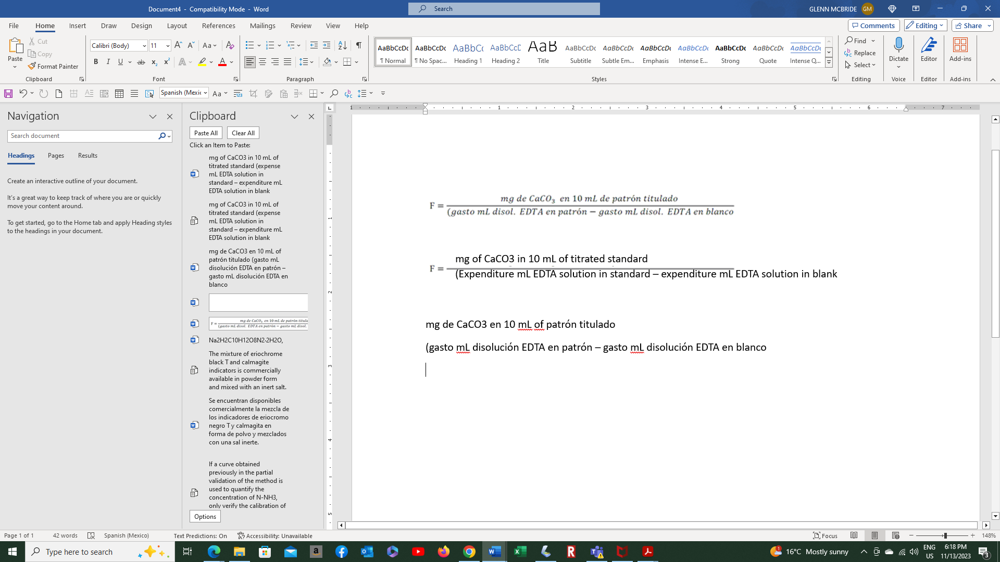 Document4 - Compatibility Mode - Word
Search
GLENN MCBRIDE
GM
File Home Insert Draw Design Layout References Mailings Review View Help
Comments Editing Share
Paste
Cut
Copy
Format Painter
Clipboard
Calibri (Body) 11
Font
Paragraph
AaBbCcDc AaBbCcDc AaBbCc AaBbCcD AaB AaBbCcDc AaBbCcDc AaBbCcDc AaBbCcDc AaBbCcDc AaBbCcDc AaBbCcDc
¶ Normal ¶ No Spac... Heading 1 Heading 2 Title Subtitle Subtle Em... Emphasis Intense E... Strong Quote Intense Q...
Styles
Find
Replace
Select
Editing
Dictate
Voice
Editor
Editor
Add-ins
Add-ins
Spanish (Mexic
Navigation
Search document
Headings Pages Results
Create an interactive outline of your document.
It's a great way to keep track of where you are or quickly
move your content around.
To get started, go to the Home tab and apply Heading styles
to the headings in your document.
Clipboard
Paste All Clear All
Click an Item to Paste:
mg of CaCO3 in 10 mL of
titrated standard (expense
mL EDTA solution in
standard – expenditure mL
EDTA solution in blank
mg of CaCO3 in 10 mL of
titrated standard (expense
mL EDTA solution in
standard – expenditure mL
EDTA solution in blank
mg de CaCO3 en 10 mL of
patrón titulado (gasto mL
disolución EDTA en patrón –
gasto mL disolución EDTA en
blanco
mg de CaCO3 en 10 mL de patrón titula
F =
(gasto mL disol. EDTA en patrón – gasto mL disol.
Na2H2C10H12O8N2·2H2O,
The mixture of eriochrome
black T and calmagite
indicators is commercially
available in powder form
and mixed with an inert salt.
Se encuentran disponibles
comercialmente la mezcla de
los indicadores de eriocromo
negro T y calmagita en
forma de polvo y mezclados
con una sal inerte.
If a curve obtained
previously in the partial
validation of the method is
used to quantify the
concentration of N-NH3,
only verify the calibration of
Options
1 1 2 3 4 5 6 7
1
2
3
4
5
mg de CaCO₃ en 10 mL de patrón titulado
F =
(gasto mL disol. EDTA en patrón – gasto mL disol. EDTA en blanco
mg of CaCO3 in 10 mL of titrated standard
F =
(Expenditure mL EDTA solution in standard – expenditure mL EDTA solution in blank
mg de CaCO3 en 10 mL of patrón titulado
(gasto mL disolución EDTA en patrón – gasto mL disolución EDTA en blanco
Page 1 of 1 42 words Spanish (Mexico) Text Predictions: On Accessibility: Unavailable Focus 148%
Type here to search
16°C Mostly sunny
ENG
US
6:18 PM
11/13/2023
3